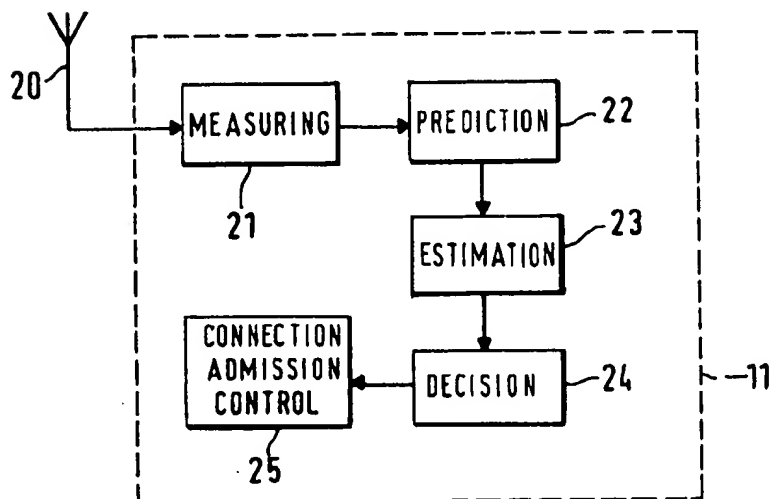 20
MEASURING
21
PREDICTION
22
ESTIMATION
23
CONNECTION
ADMISSION
CONTROL
25
DECISION
24
11